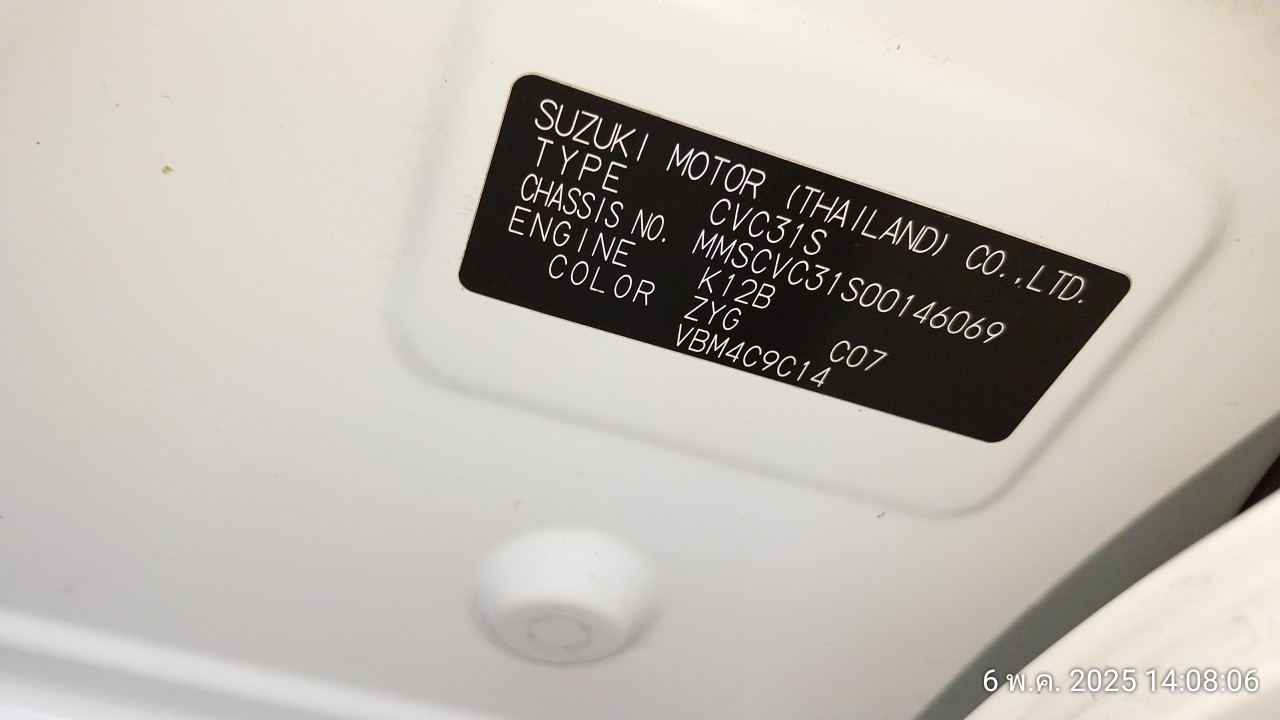 SUZUKI MOTOR (THAILAND) CO.,LTD.
TYPE CVC31S
CHASSIS NO. MMSCVC31S00146069
ENGINE K12B
COLOR ZYG C07
VBM4C9C14
6 พ.ค. 2025 14:08:06